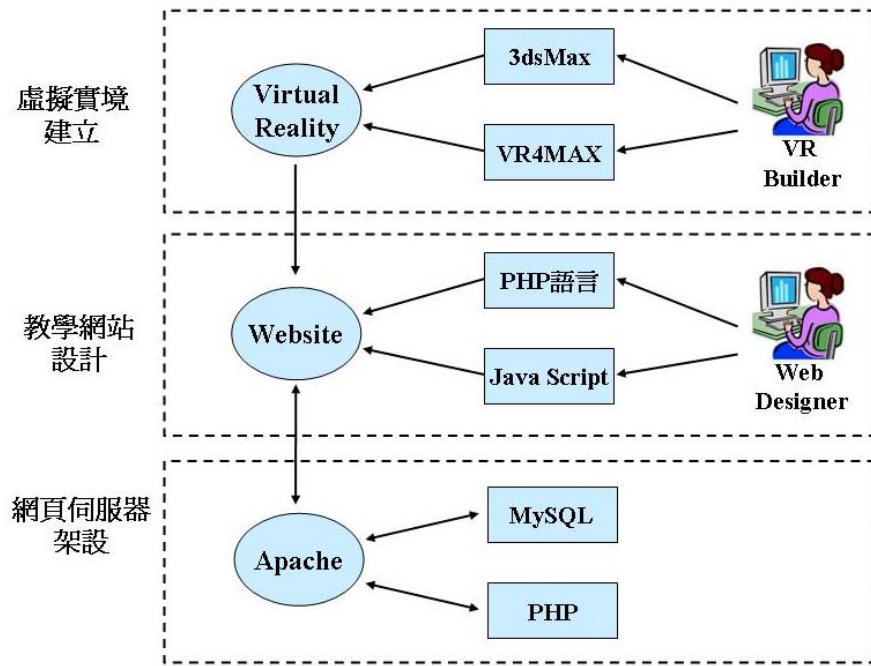 虛擬實境
建立
Virtual
Reality
3dsMax
VR4MAX
VR
Builder
教學網站
設計
Website
PHP語言
Java Script
Web
Designer
網頁伺服器
架設
Apache
MySQL
PHP